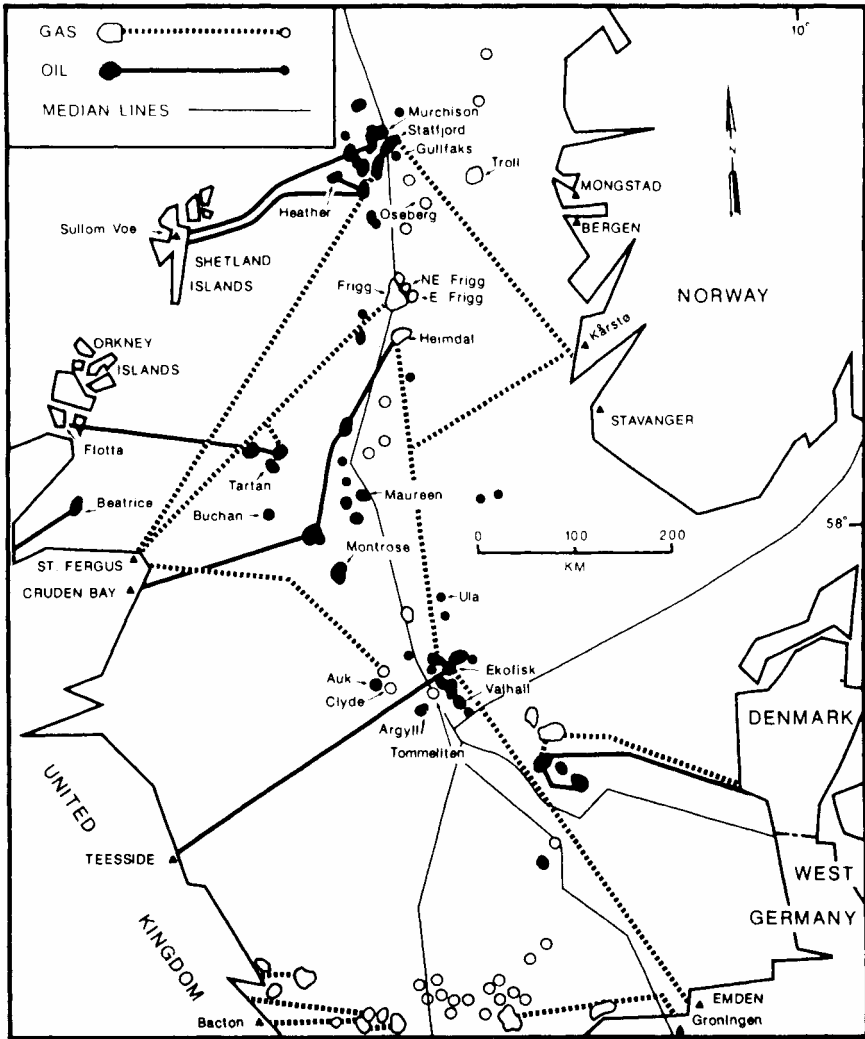 GAS
OIL
MEDIAN LINES
10°
Murchison
Statfjord
Gullfaks
Troll
MONGSTAD
BERGEN
Heather
Oseberg
Sullom Voe
SHETLAND
ISLANDS
NORWAY
Frigg
NE Frigg
E Frigg
Heimdal
Kårstø
ORKNEY
ISLANDS
STAVANGER
Flotta
Tartan
Beatrice
Buchan
Maureen
58°
0 100 200
KM
Montrose
ST. FERGUS
CRUDEN BAY
Ula
Auk
Clyde
Ekofisk
Valhall
Argyll
Tommeliten
DENMARK
UNITED
KINGDOM
TEESSIDE
WEST
GERMANY
Bacton
EMDEN
Groningen